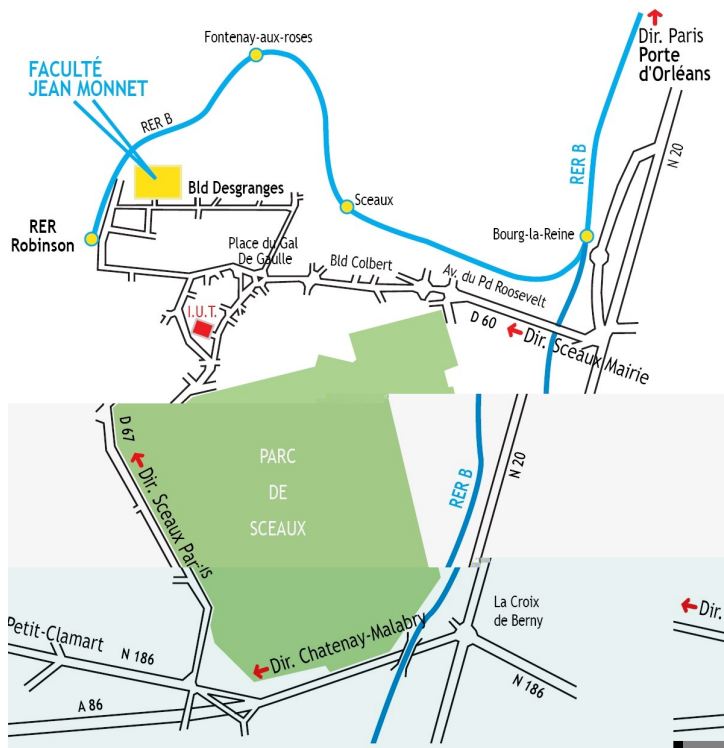 Dir. Paris
Porte
d'Orléans
Fontenay-aux-roses
FACULTÉ
JEAN MONNET
RER B
N 20
RER B
Bld Desgranges
Sceaux
RER
Robinson
Bourg-la-Reine
Place du Gal
De Gaulle
Bld Colbert
Av. du Pd Roosevelt
I.U.T.
D 60
Dir. Sceaux Mairie
D 67
PARC
DE
SCEAUX
N 20
RER B
Dir. Sceaux Par
La Croix
de Berny
Dir.
Petit-Clamart
N 186
Dir. Chatenay-Malabry
N 186
A 86